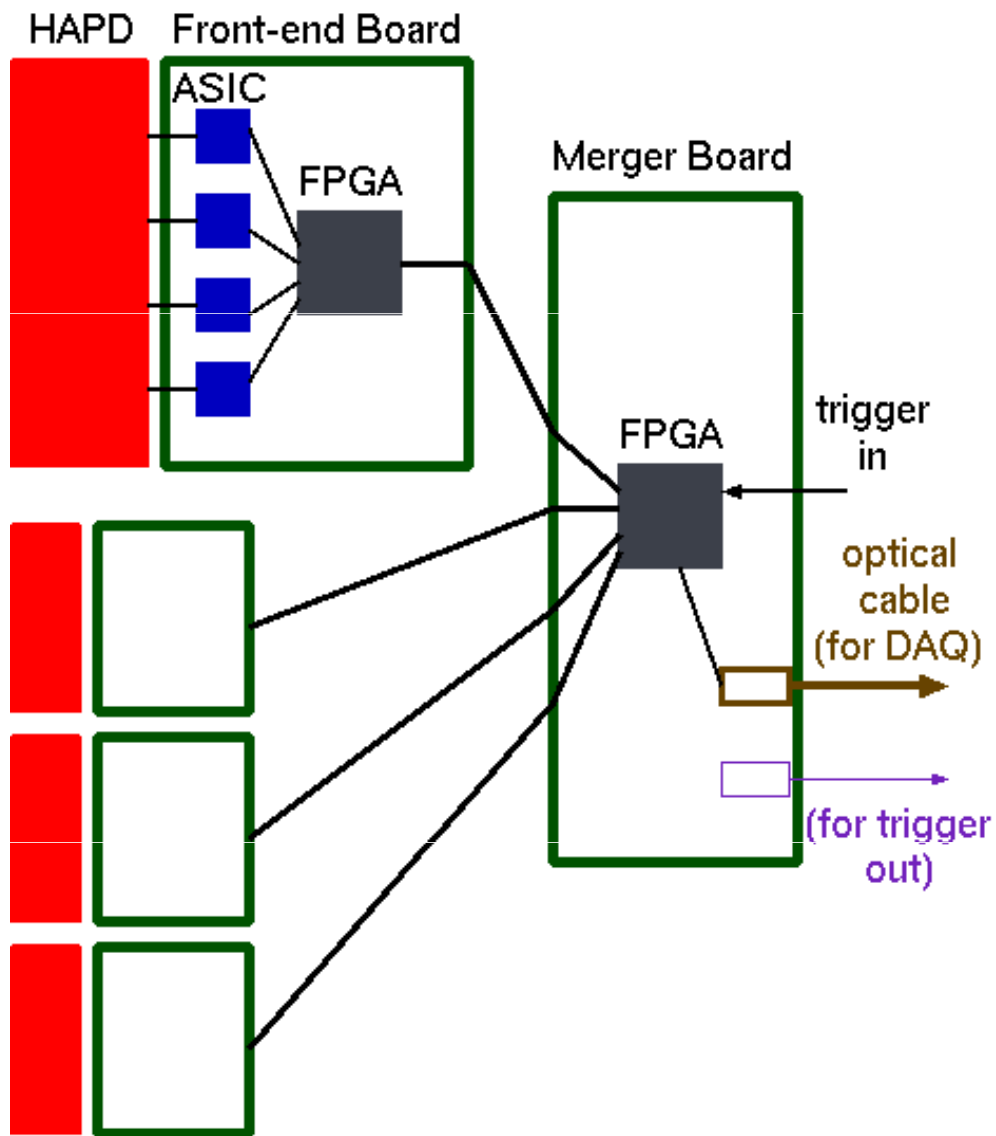 HAPD
Front-end Board
ASIC
FPGA
Merger Board
FPGA
trigger
in
optical
cable
(for DAQ)
(for trigger
out)